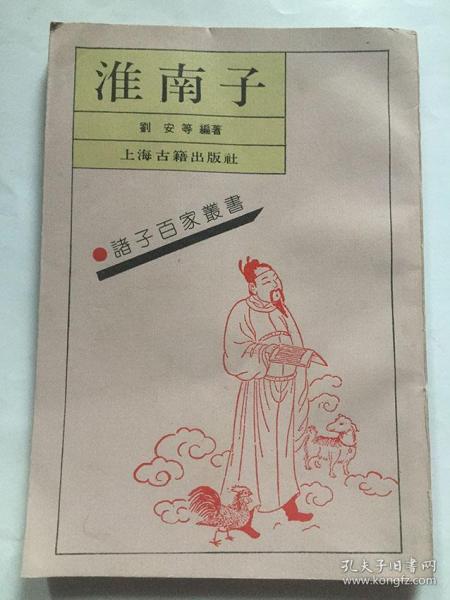 淮南子
劉安等編著
上海古籍出版社
諸子百家叢書
孔夫子旧书网
www.kongfz.com